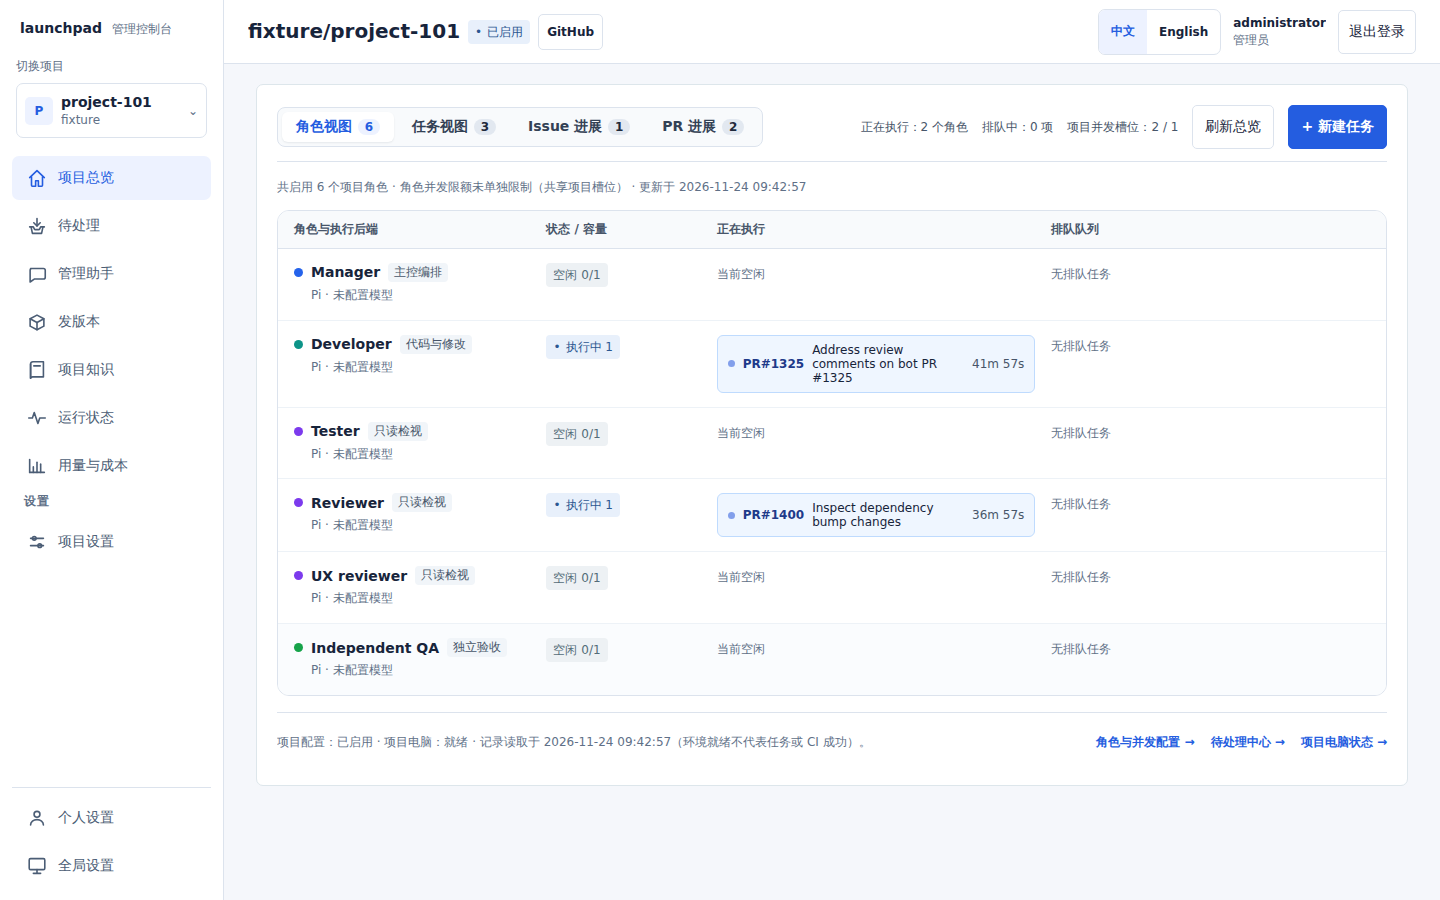 launchpad 管理控制台
切换项目
P project-101
fixture
项目总览
待处理
管理助手
发版本
项目知识
运行状态
用量与成本
设置
项目设置
个人设置
全局设置
fixture/project-101 • 已启用 GitHub
中文 English
administrator
管理员
退出登录
角色视图 6 任务视图 3 Issue 进展 1 PR 进展 2
正在执行：2 个角色 排队中：0 项 项目并发槽位：2 / 1 刷新总览 + 新建任务
共启用 6 个项目角色 · 角色并发限额未单独限制（共享项目槽位） · 更新于 2026-11-24 09:42:57
角色与执行后端 状态 / 容量 正在执行 排队队列
Manager 主控编排 空闲 0/1 当前空闲 无排队任务
Pi · 未配置模型
Developer 代码与修改 • 执行中 1 无排队任务
Pi · 未配置模型
PR#1325 Address review
comments on bot PR
#1325
41m 57s
Tester 只读检视 空闲 0/1 当前空闲 无排队任务
Pi · 未配置模型
Reviewer 只读检视 • 执行中 1 无排队任务
Pi · 未配置模型
PR#1400 Inspect dependency
bump changes
36m 57s
UX reviewer 只读检视 空闲 0/1 当前空闲 无排队任务
Pi · 未配置模型
Independent QA 独立验收 空闲 0/1 当前空闲 无排队任务
Pi · 未配置模型
项目配置：已启用 · 项目电脑：就绪 · 记录读取于 2026-11-24 09:42:57（环境就绪不代表任务或 CI 成功）。
角色与并发配置 → 待处理中心 → 项目电脑状态 →